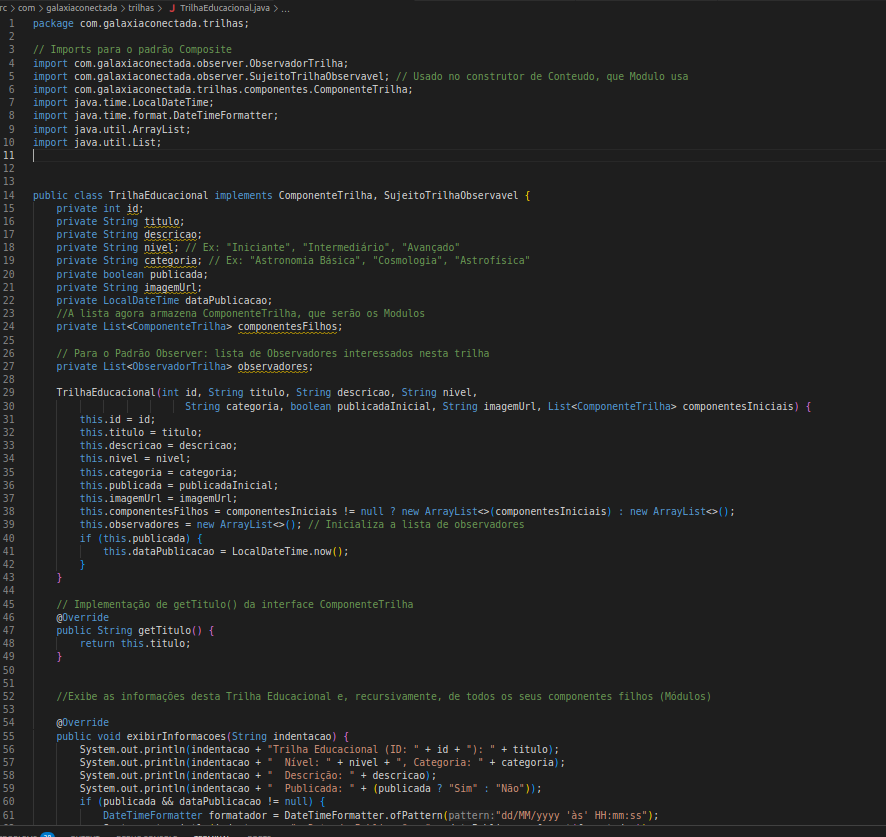 rc > com > galaxiaconectada > trilhas > J TrilhaEducacional.java > ...
1 package com.galaxiaconectada.trilhas;
2
3 // Imports para o padrão Composite
4 import com.galaxiaconectada.observer.ObservadorTrilha;
5 import com.galaxiaconectada.observer.SujeitoTrilhaObservavel; // Usado no construtor de Conteudo, que Modulo usa
6 import com.galaxiaconectada.trilhas.componentes.ComponenteTrilha;
7 import java.time.LocalDateTime;
8 import java.time.format.DateTimeFormatter;
9 import java.util.ArrayList;
10 import java.util.List;
11
12
13
14 public class TrilhaEducacional implements ComponenteTrilha, SujeitoTrilhaObservavel {
15 private int id;
16 private String titulo;
17 private String descricao;
18 private String nivel; // Ex: "Iniciante", "Intermediário", "Avançado"
19 private String categoria; // Ex: "Astronomia Básica", "Cosmologia", "Astrofísica"
20 private boolean publicada;
21 private String imagemUrl;
22 private LocalDateTime dataPublicacao;
23 //A lista agora armazena ComponenteTrilha, que serão os Modulos
24 private List<ComponenteTrilha> componentesFilhos;
25
26 // Para o Padrão Observer: lista de Observadores interessados nesta trilha
27 private List<ObservadorTrilha> observadores;
28
29 TrilhaEducacional(int id, String titulo, String descricao, String nivel,
30 String categoria, boolean publicadaInicial, String imagemUrl, List<ComponenteTrilha> componentesIniciais) {
31 this.id = id;
32 this.titulo = titulo;
33 this.descricao = descricao;
34 this.nivel = nivel;
35 this.categoria = categoria;
36 this.publicada = publicadaInicial;
37 this.imagemUrl = imagemUrl;
38 this.componentesFilhos = componentesIniciais != null ? new ArrayList<>(componentesIniciais) : new ArrayList<>();
39 this.observadores = new ArrayList<>(); // Inicializa a lista de observadores
40 if (this.publicada) {
41 this.dataPublicacao = LocalDateTime.now();
42 }
43 }
44
45 // Implementação de getTitulo() da interface ComponenteTrilha
46 @Override
47 public String getTitulo() {
48 return this.titulo;
49 }
50
51
52 //Exibe as informações desta Trilha Educacional e, recursivamente, de todos os seus componentes filhos (Módulos)
53
54 @Override
55 public void exibirInformacoes(String indentacao) {
56 System.out.println(indentacao + "Trilha Educacional (ID: " + id + "): " + titulo);
57 System.out.println(indentacao + "  Nível: " + nivel + ", Categoria: " + categoria);
58 System.out.println(indentacao + "  Descrição: " + descricao);
59 System.out.println(indentacao + "  Publicada: " + (publicada ? "Sim" : "Não"));
60 if (publicada && dataPublicacao != null) {
61 DateTimeFormatter formatador = DateTimeFormatter.ofPattern(pattern:"dd/MM/yyyy 'às' HH:mm:ss");